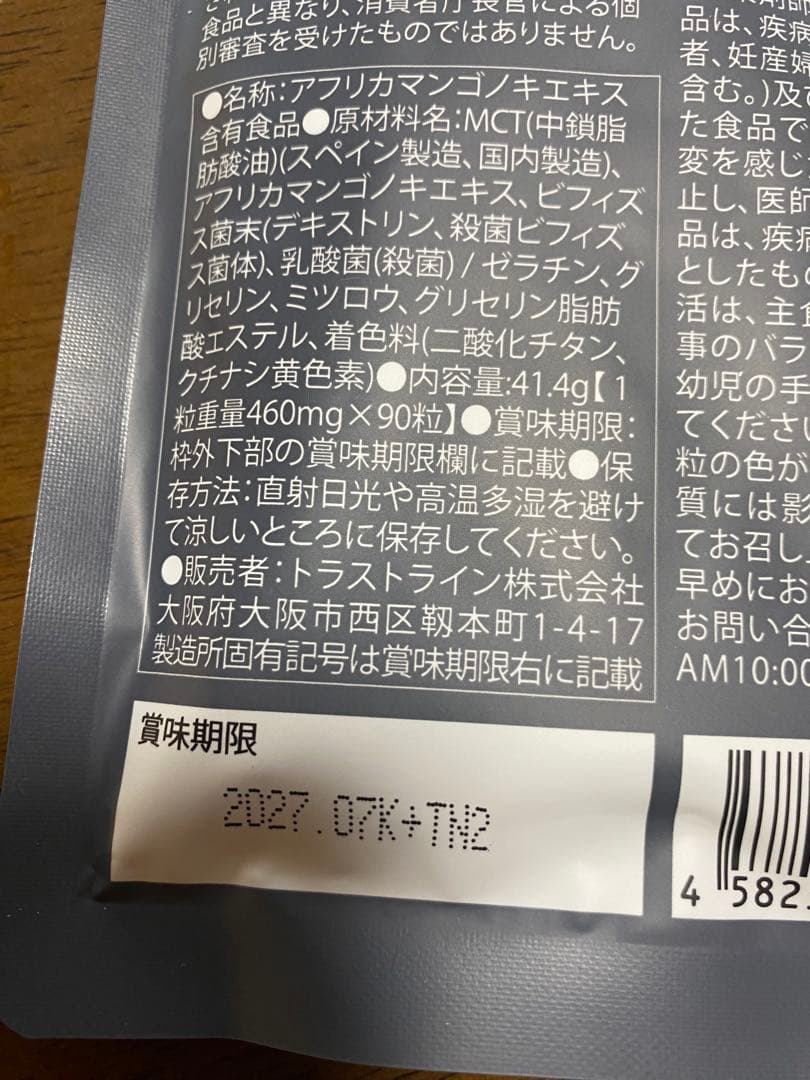 食品と異なり、消費者庁長官による個
別審査を受けたものではありません。
●名称:アフリカマンゴノキエキス
含有食品●原材料名:MCT(中鎖脂
肪酸油)(スペイン製造、国内製造)、
アフリカマンゴノキエキス、ビフィズ
ス菌末(デキストリン、殺菌ビフィズ
ス菌体)、乳酸菌(殺菌) / ゼラチン、グ
リセリン、ミツロウ、グリセリン脂肪
酸エステル、着色料(二酸化チタン、
クチナシ黄色素)●内容量:41.4g【1
粒重量460mg×90粒】●賞味期限:
枠外下部の賞味期限欄に記載●保
存方法:直射日光や高温多湿を避け
て涼しいところに保存してください。
●販売者:トラストライン株式会社
大阪府大阪市西区靱本町1-4-17
製造所固有記号は賞味期限右に記載
賞味期限
2027.07K+TN2
品は、疾病
者、妊産婦
含む。)及び
た食品で
変を感じ
止し、医師
品は、疾病
としたもの
活は、主食
事のバラ
幼児の手
てください
粒の色が
質には影
てお召し
早めにお
お問い合
AM10:00
4 582